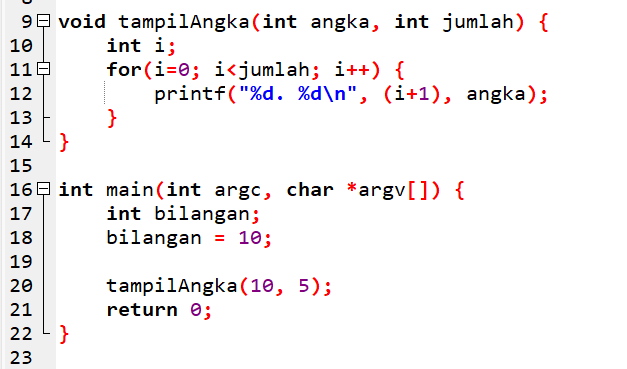 9 void tampilAngka(int angka, int jumlah) {
10     int i;
11     for(i=0; i<jumlah; i++) {
12         printf("%d. %d\n", (i+1), angka);
13     }
14 }
15
16 int main(int argc, char *argv[]) {
17     int bilangan;
18     bilangan = 10;
19
20     tampilAngka(10, 5);
21     return 0;
22 }
23